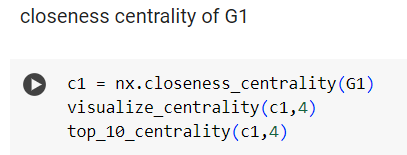 closeness centrality of G1
c1 = nx.closeness_centrality(G1)
visualize_centrality(c1,4)
top_10_centrality(c1,4)